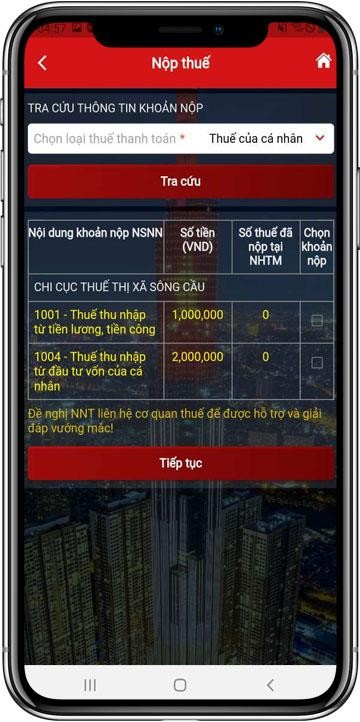 04:57
Nộp thuế
TRA CỨU THÔNG TIN KHOẢN NỘP
Chọn loại thuế thanh toán * Thuế của cá nhân
Tra cứu
Nội dung khoản nộp NSNN
Số tiền
(VND)
Số thuế đã
nộp tại
NHTM
Chọn
khoản
nộp
CHI CỤC THUẾ THỊ XÃ SÔNG CẦU
1001 - Thuế thu nhập
từ tiền lương, tiền công
1,000,000
0
1004 - Thuế thu nhập
từ đầu tư vốn của cá
nhân
2,000,000
0
Đề nghị NNT liên hệ cơ quan thuế để được hỗ trợ và giải
đáp vướng mắc!
Tiếp tục